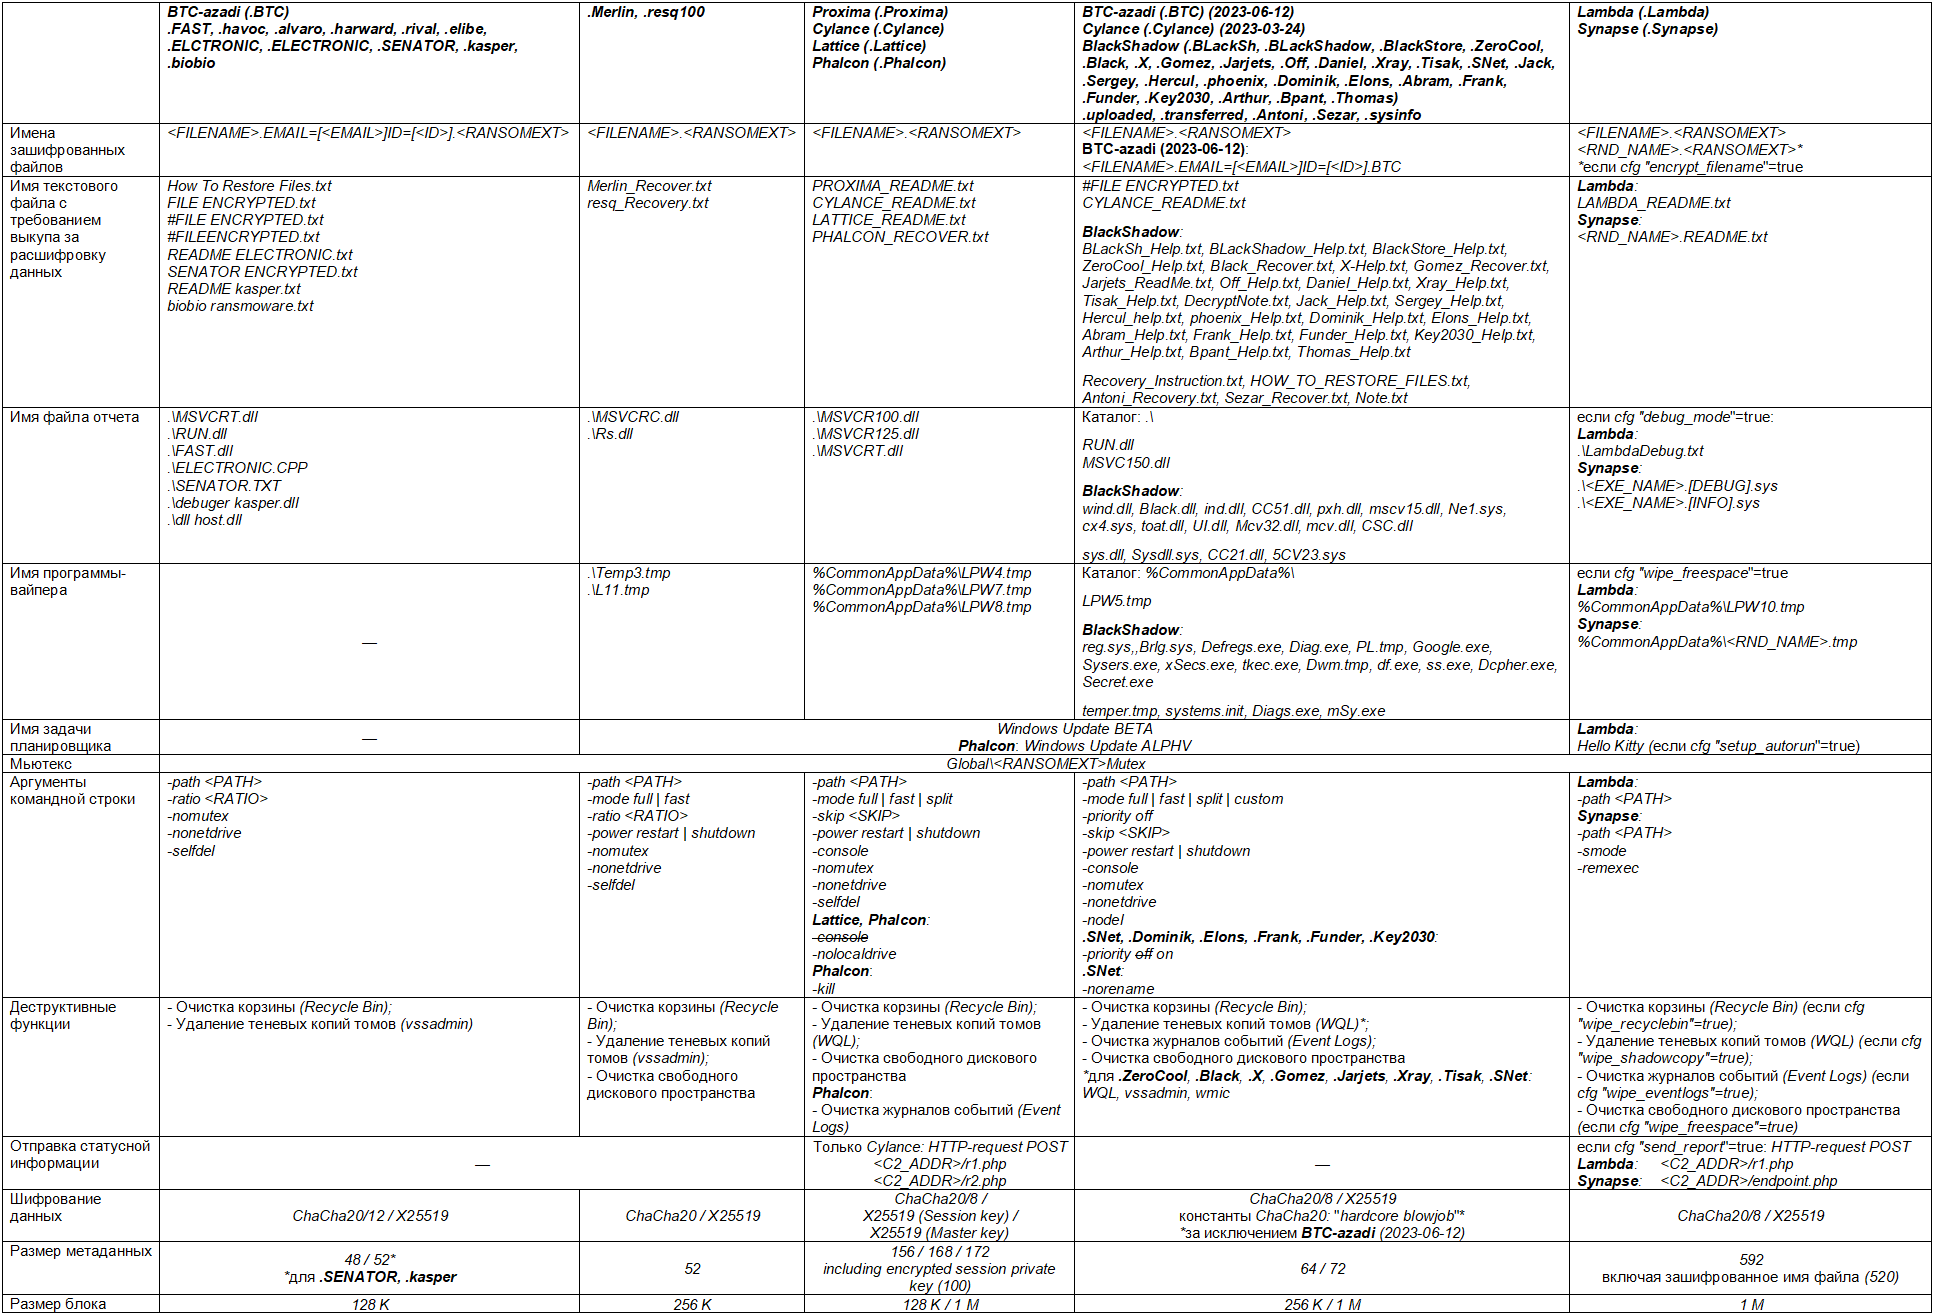 BTC-azadi (.BTC)
.FAST, .havoc, .alvaro, .harward, .rival, .elibe,
.ELCTRONIC, .ELECTRONIC, .SENATOR, .kasper,
.biobio
.Merlin, .resq100
Proxima (.Proxima)
Cylance (.Cylance)
Lattice (.Lattice)
Phalcon (.Phalcon)
BTC-azadi (.BTC) (2023-06-12)
Cylance (.Cylance) (2023-03-24)
BlackShadow (.BLackSh, .BLackShadow, .BlackStore, .ZeroCool,
.Black, .X, .Gomez, .Jarjets, .Off, .Daniel, .Xray, .Tisak, .SNet, .Jack,
.Sergey, .Hercul, .phoenix, .Dominik, .Elons, .Abram, .Frank,
.Funder, .Key2030, .Arthur, .Bpant, .Thomas)
.uploaded, .transferred, .Antoni, .Sezar, .sysinfo
Lambda (.Lambda)
Synapse (.Synapse)
Имена
зашифрованных
файлов
<FILENAME>.EMAIL=[<EMAIL>]ID=[<ID>].<RANSOMEXT>
<FILENAME>.<RANSOMEXT>
<FILENAME>.<RANSOMEXT>
<FILENAME>.<RANSOMEXT>
BTC-azadi (2023-06-12):
<FILENAME>.EMAIL=[<EMAIL>]ID=[<ID>].BTC
<FILENAME>.<RANSOMEXT>
<RND_NAME>.<RANSOMEXT>*
*если cfg "encrypt_filename"=true
Имя текстового
файла с
требованием
выкупа за
расшифровку
данных
How To Restore Files.txt
FILE ENCRYPTED.txt
#FILE ENCRYPTED.txt
#FILEENCRYPTED.txt
README ELECTRONIC.txt
SENATOR ENCRYPTED.txt
README kasper.txt
biobio ransmoware.txt
Merlin_Recover.txt
resq_Recovery.txt
PROXIMA_README.txt
CYLANCE_README.txt
LATTICE_README.txt
PHALCON_RECOVER.txt
#FILE ENCRYPTED.txt
CYLANCE_README.txt
BlackShadow:
BLackSh_Help.txt, BLackShadow_Help.txt, BlackStore_Help.txt,
ZeroCool_Help.txt, Black_Recover.txt, X-Help.txt, Gomez_Recover.txt,
Jarjets_ReadMe.txt, Off_Help.txt, Daniel_Help.txt, Xray_Help.txt,
Tisak_Help.txt, DecryptNote.txt, Jack_Help.txt, Sergey_Help.txt,
Hercul_help.txt, phoenix_Help.txt, Dominik_Help.txt, Elons_Help.txt,
Abram_Help.txt, Frank_Help.txt, Funder_Help.txt, Key2030_Help.txt,
Arthur_Help.txt, Bpant_Help.txt, Thomas_Help.txt
Recovery_Instruction.txt, HOW_TO_RESTORE_FILES.txt,
Antoni_Recovery.txt, Sezar_Recover.txt, Note.txt
Lambda:
LAMBDA_README.txt
Synapse:
<RND_NAME>.README.txt
Имя файла отчета
.\MSVCRT.dll
.\RUN.dll
.\FAST.dll
.\ELECTRONIC.CPP
.\SENATOR.TXT
.\debuger kasper.dll
.\dll host.dll
.\MSVCRC.dll
.\Rs.dll
.\MSVCR100.dll
.\MSVCR125.dll
.\MSVCRT.dll
Каталог: .\
RUN.dll
MSVC150.dll
BlackShadow:
wind.dll, Black.dll, ind.dll, CC51.dll, pxh.dll, mscv15.dll, Ne1.sys,
cx4.sys, toat.dll, UI.dll, Mcv32.dll, mcv.dll, CSC.dll
sys.dll, Sysdll.sys, CC21.dll, 5CV23.sys
если cfg "debug_mode"=true:
Lambda:
.\LambdaDebug.txt
Synapse:
.\<EXE_NAME>.[DEBUG].sys
.\<EXE_NAME>.[INFO].sys
Имя программы-
вайпера
—
.\Temp3.tmp
.\L11.tmp
%CommonAppData%\LPW4.tmp
%CommonAppData%\LPW7.tmp
%CommonAppData%\LPW8.tmp
Каталог: %CommonAppData%\
LPW5.tmp
BlackShadow:
reg.sys,,Brlg.sys, Defregs.exe, Diag.exe, PL.tmp, Google.exe,
Sysers.exe, xSecs.exe, tkec.exe, Dwm.tmp, df.exe, ss.exe, Dcpher.exe,
Secret.exe
temper.tmp, systems.init, Diags.exe, mSy.exe
если cfg "wipe_freespace"=true
Lambda:
%CommonAppData%\LPW10.tmp
Synapse:
%CommonAppData%\<RND_NAME>.tmp
Имя задачи
планировщика
—
Windows Update BETA
Phalcon: Windows Update ALPHV
Lambda:
Hello Kitty (если cfg "setup_autorun"=true)
Мьютекс
Global\<RANSOMEXT>Mutex
Аргументы
командной строки
-path <PATH>
-ratio <RATIO>
-nomutex
-nonetdrive
-selfdel
-path <PATH>
-mode full | fast
-ratio <RATIO>
-power restart | shutdown
-nomutex
-nonetdrive
-selfdel
-path <PATH>
-mode full | fast | split
-skip <SKIP>
-power restart | shutdown
-console
-nomutex
-nonetdrive
-selfdel
Lattice, Phalcon:
-console
-nolocaldrive
Phalcon:
-kill
-path <PATH>
-mode full | fast | split | custom
-priority off
-skip <SKIP>
-power restart | shutdown
-console
-nomutex
-nonetdrive
-nodel
.SNet, .Dominik, .Elons, .Frank, .Funder, .Key2030:
-priority off on
.SNet:
-norename
Lambda:
-path <PATH>
Synapse:
-path <PATH>
-smode
-remexec
Деструктивные
функции
- Очистка корзины (Recycle Bin);
- Удаление теневых копий томов (vssadmin)
- Очистка корзины (Recycle
Bin);
- Удаление теневых копий
томов (vssadmin);
- Очистка свободного
дискового пространства
- Очистка корзины (Recycle Bin);
- Удаление теневых копий томов
(WQL);
- Очистка свободного дискового
пространства
Phalcon:
- Очистка журналов событий (Event
Logs)
- Очистка корзины (Recycle Bin);
- Удаление теневых копий томов (WQL)*;
- Очистка журналов событий (Event Logs);
- Очистка свободного дискового пространства
*для .ZeroCool, .Black, .X, .Gomez, .Jarjets, .Xray, .Tisak, .SNet:
WQL, vssadmin, wmic
- Очистка корзины (Recycle Bin) (если cfg
"wipe_recyclebin"=true);
- Удаление теневых копий томов (WQL) (если cfg
"wipe_shadowcopy"=true);
- Очистка журналов событий (Event Logs) (если
cfg "wipe_eventlogs"=true);
- Очистка свободного дискового пространства
(если cfg "wipe_freespace"=true)
Отправка статусной
информации
—
Только Cylance: HTTP-request POST
<C2_ADDR>/r1.php
<C2_ADDR>/r2.php
—
если cfg "send_report"=true: HTTP-request POST
Lambda: <C2_ADDR>/r1.php
Synapse: <C2_ADDR>/endpoint.php
Шифрование
данных
ChaCha20/12 / X25519
ChaCha20 / X25519
ChaCha20/8 /
X25519 (Session key) /
X25519 (Master key)
ChaCha20/8 / X25519
константы ChaCha20: "hardcore blowjob"*
*за исключением BTC-azadi (2023-06-12)
ChaCha20/8 / X25519
Размер метаданных
48 / 52*
*для .SENATOR, .kasper
52
156 / 168 / 172
including encrypted session private
key (100)
64 / 72
592
включая зашифрованное имя файла (520)
Размер блока
128 K
256 K
128 K / 1 M
256 K / 1 M
1 M